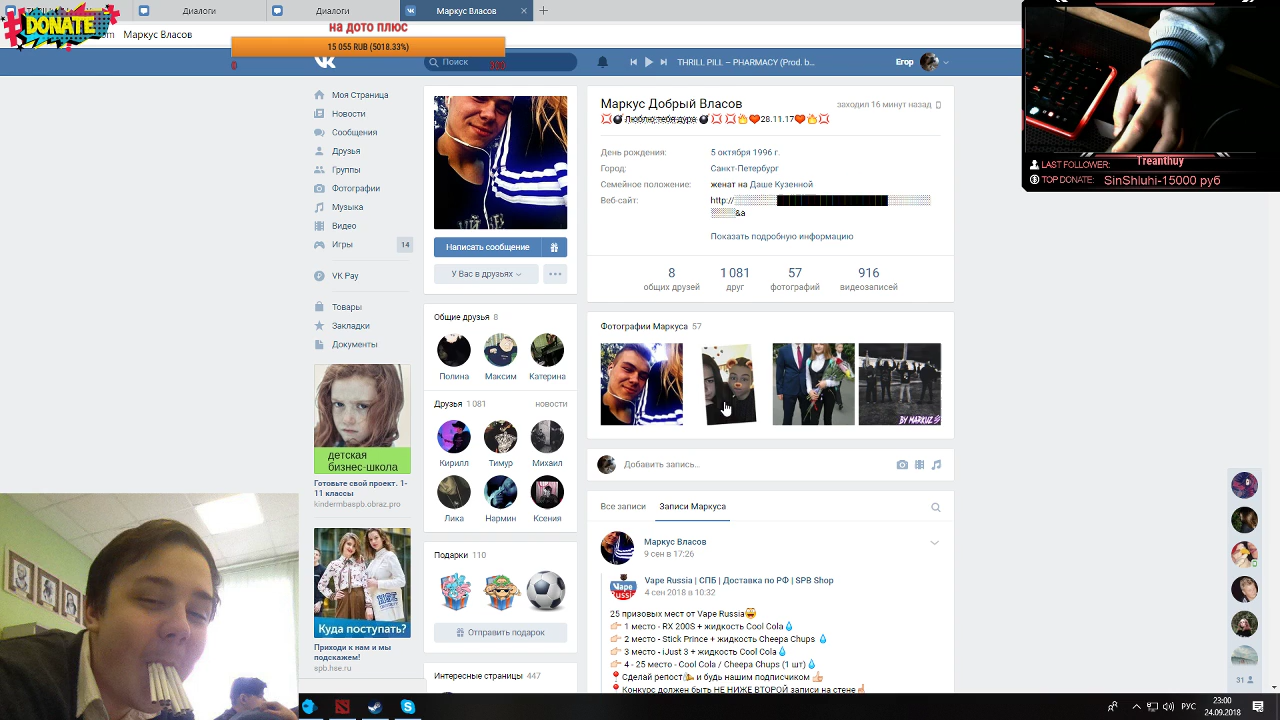 Диалоги
Диалоги
Маркус Власов
DONATE
Маркус Власов
на дото плюс
15 055 RUB (5018.33%)
0
300
Поиск
THRILL PILL – PHARMACY (Prod. b...
Егор
LAST FOLLOWER:
Treanthuy
TOP DONATE:
SinShluhi-15000 руб
Моя Страница
Новости
Сообщения
Друзья
Группы
Фотографии
Музыка
Видео
Игры
14
VK Pay
Товары
Закладки
Документы
детская
бизнес-школа
Готовьте свой проект. 1-
11 классы
kindermbaspb.obraz.pro
Куда поступать?
Приходи к нам и мы
подскажем!
spb.hse.ru
Написать сообщение
У Вас в друзьях
Общие друзья 8
Полина
Максим
Катерина
Друзья 1 081
новости
Кирилл
Тимур
Михаил
Лика
Нармин
Ксения
Подарки 110
Отправить подарок
Интересные страницы 447
Маркус Добрый Власов
заходил 16 минут назад
💢💣💣💢💢👊❤28.11.17❤👊💢
День рождения:
5 октября 1996 г.
Город:
Санкт-Петербург
Семейное положение:
женат на Даше Кузенной
Веб-сайт:
http://
&a
Показать подробную информацию
8
общих друзей
1 081
друг
57
фотографий
916
видеозаписей
Фотографии Маркуса 57
BY MARKUZ
Добавить запись...
Все записи
Записи Маркуса
Маркус Власов
9 сен в 17:26
Vape Russia | СПБ | Доставка по РФ | SPB Shop
4 сен 2018 в 10:32
25 призовых мест от Vape Russia😄
👉🏻 1 место - RX 200S + жидкость Cool Cola💧
👉🏻 2 место - Stick Prince + жидкость Cheepa Chups 💧
👉🏻 3 место - iJust 3 + жидкость Cool Cola💧
👉🏻 4 - 25 место - Cool Cola / Cheepa Chups (1 шт)💧
📍Сделай репост📣 и будь нашим подписчиком 👍🏻
📍Конкурс должен быть НЕ НИЖЕ ВТОРОЙ записи на стене☝🏻
31
23:00
24.09.2018